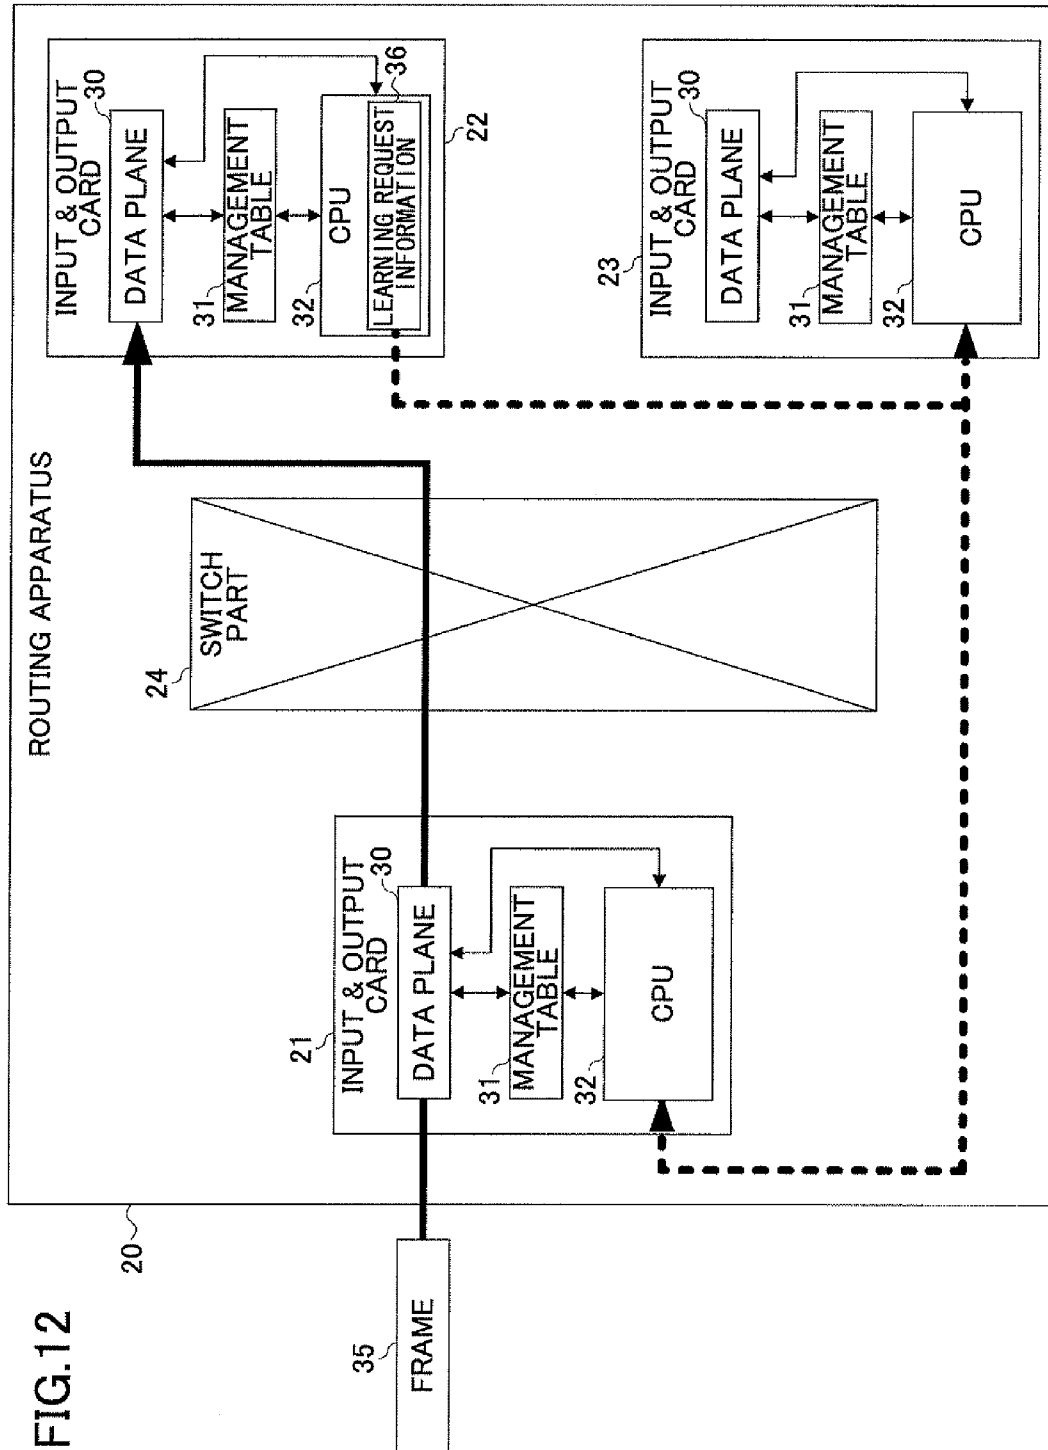 FIG.12
20
ROUTING APPARATUS
35
FRAME
21
INPUT & OUTPUT
CARD
30
DATA PLANE
31
MANAGEMENT
TABLE
32
CPU
24
SWITCH
PART
22
INPUT & OUTPUT
CARD
30
DATA PLANE
31
MANAGEMENT
TABLE
32
CPU
36
LEARNING REQUEST
INFORMATION
23
INPUT & OUTPUT
CARD
30
DATA PLANE
31
MANAGEMENT
TABLE
32
CPU